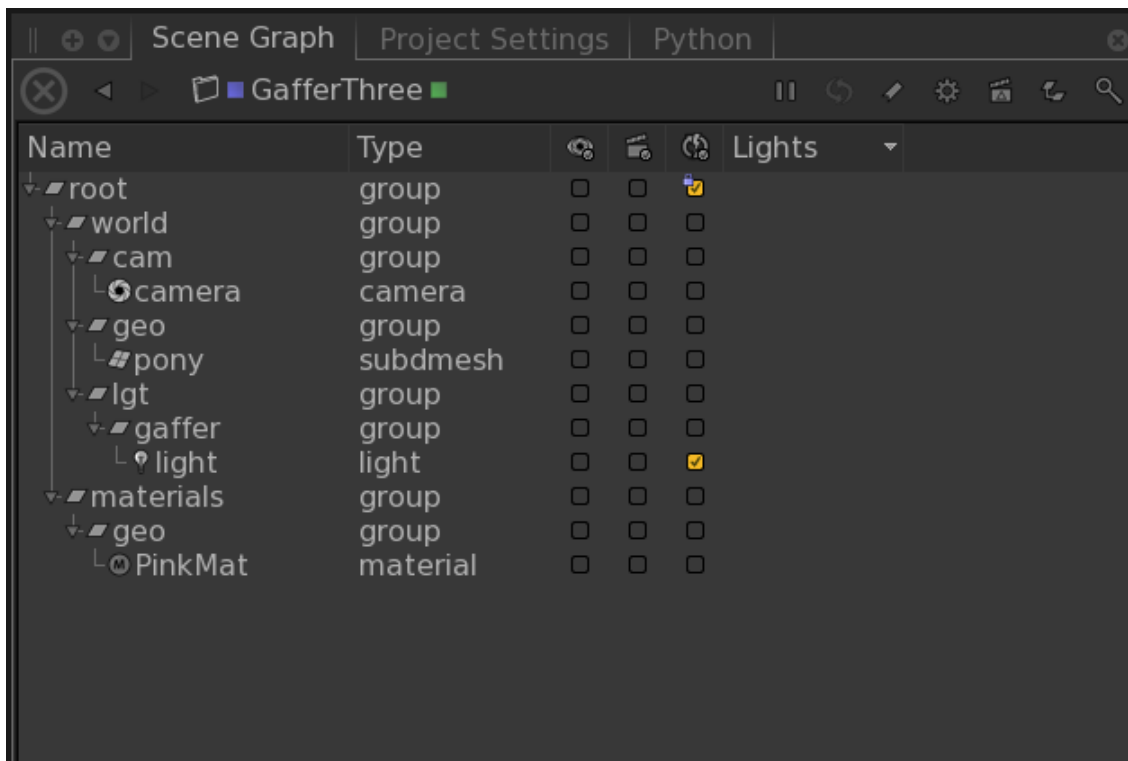 Scene Graph Project Settings Python
GafferThree
Name Type Lights
root group
world group
cam group
camera camera
geo group
pony subdmesh
lgt group
gaffer group
light light
materials group
geo group
PinkMat material